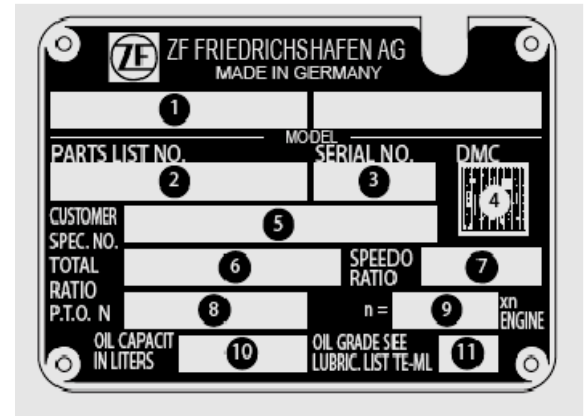 ZF ZF FRIEDRICHSHAFEN AG
MADE IN GERMANY
1
MODEL
PARTS LIST NO. SERIAL NO. DMC
2 3 4
CUSTOMER
SPEC. NO. 5
TOTAL
RATIO 6 SPEEDO
RATIO 7
P.T.O. N 8 n = 9 xn
ENGINE
OIL CAPACIT
IN LITERS 10 OIL GRADE SEE
LUBRIC. LIST TE-ML 11